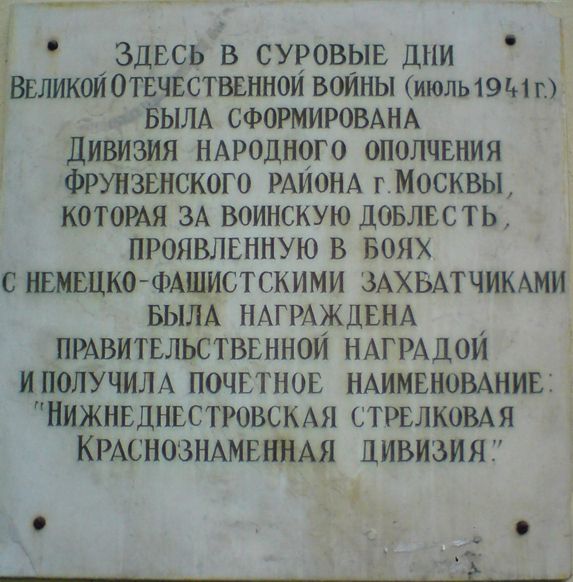 Здесь в суровые дни
Великой Отечественной войны (июль 1941 г.)
была сформирована
Дивизия народного ополчения
Фрунзенского района г. Москвы,
которая за воинскую доблесть,
проявленную в боях
с немецко-фашистскими захватчиками
была награждена
правительственной наградой
и получила почетное наименование:
"Нижнеднестровская стрелковая
Краснознаменная дивизия."